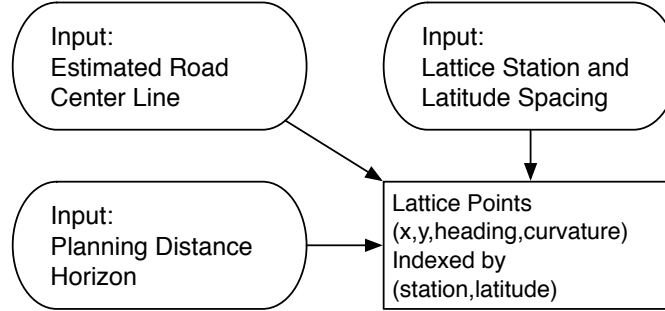 Input:
Estimated Road
Center Line
Input:
Lattice Station and
Latitude Spacing
Input:
Planning Distance
Horizon
Lattice Points
(x,y,heading,curvature)
Indexed by
(station,latitude)